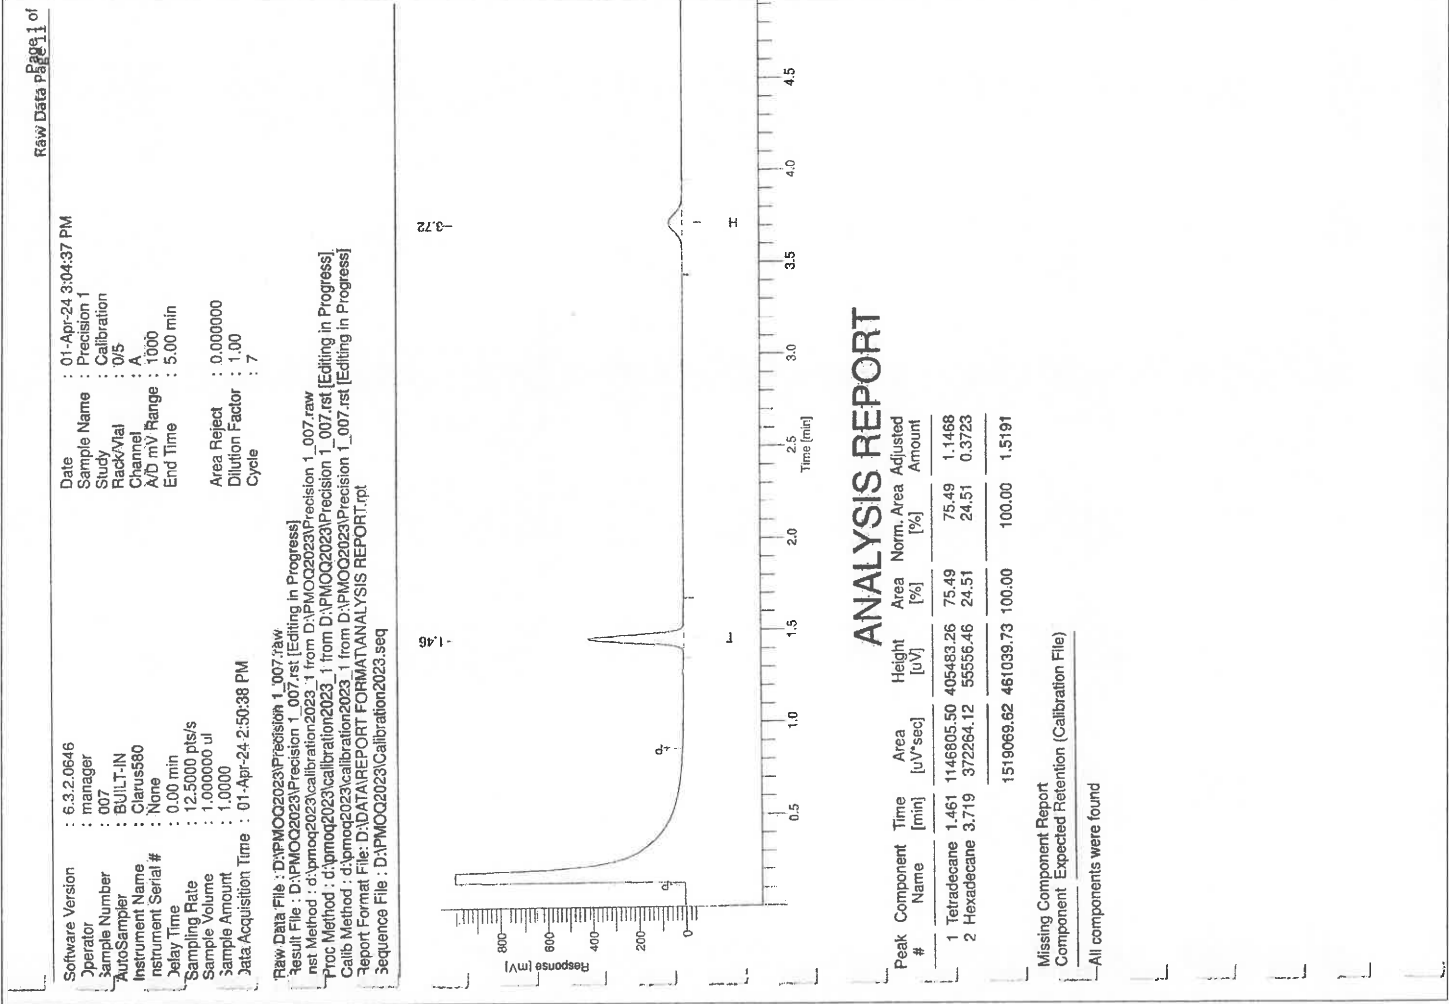 Page 1 of
Raw Data Page 11
Software Version : 6.3.2.0646
Operator : manager
Sample Number : 007
AutoSampler : BUILT-IN
Instrument Name : Clarus580
nstrument Serial # : None
Delay Time : 0.00 min
Sampling Rate : 12.5000 pts/s
Sample Volume : 1.000000 ul
Sample Amount : 1.0000
Data Acquisition Time : 01-Apr-24 2:50:38 PM
Date : 01-Apr-24 3:04:37 PM
Sample Name : Precision 1
Study : Calibration
Rack/Vial : 0/5
Channel : A
A/D mV Range : 1000
End Time : 5.00 min
Area Reject : 0.000000
Dilution Factor : 1.00
Cycle : 7
Raw Data File : D:\PMOQ2023\Precision 1_007.raw
Result File : D:\PMOQ2023\Precision 1_007.rst [Editing in Progress]
nst Method : d:\pmoq2023\calibration2023_1 from D:\PMOQ2023\Precision 1_007.raw
Proc Method : d:\pmoq2023\calibration2023_1 from D:\PMOQ2023\Precision 1_007.rst [Editing in Progress]
Calib Method : d:\pmoq2023\calibration2023_1 from D:\PMOQ2023\Precision 1_007.rst [Editing in Progress]
Report Format File: D:\DATA\REPORT FORMAT\ANALYSIS REPORT.rpt
Sequence File : D:\PMOQ2023\Calibration2023.seq
-1.46
-3.72
800
600
400
200
0
Response [mV]
-P
+P
T
H
0.5 1.0 1.5 2.0 2.5 3.0 3.5 4.0 4.5
Time [min]
ANALYSIS REPORT
Peak Component Time Area Height Area Norm. Area Adjusted
# Name [min] [uV*sec] [uV] [%] [%] Amount
1 Tetradecane 1.461 1146805.50 405483.26 75.49 75.49 1.1468
2 Hexadecane 3.719 372264.12 55556.46 24.51 24.51 0.3723
1519069.62 461039.73 100.00 100.00 1.5191
Missing Component Report
Component Expected Retention (Calibration File)
All components were found